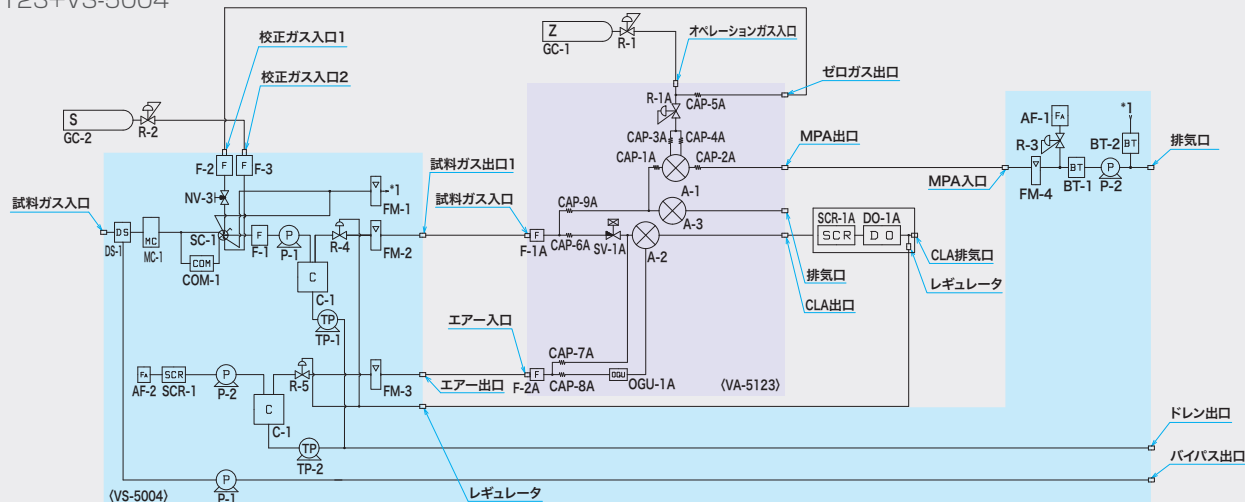 123+VS-5004
校正ガス入口1
校正ガス入口2
S
GC-2
R-2
Z
GC-1
R-1
オペレーションガス入口
ゼロガス出口
R-1A
CAP-5A
CAP-3A
CAP-4A
CAP-1A
CAP-2A
A-1
MPA出口
AF-1
FA
*1
R-3
BT-2
BT
排気口
FM-4
BT
BT-1
P
P-2
MPA入口
F-2
F
F
F-3
NV-3
試料ガス入口
DS
DS-1
MC
MC-1
SC-1
COM
COM-1
F
F-1
P
P-1
*1
FM-1
R-4
FM-2
C
C-1
TP
TP-1
試料ガス出口1
試料ガス入口
CAP-9A
F
F-1A
CAP-6A
SV-1A
A-3
A-2
SCR-1A
DO-1A
SCR
DO
CLA排気口
レギュレータ
排気口
CLA出口
エアー入口
CAP-7A
F
F-2A
CAP-8A
OGU
OGU-1A
〈VA-5123〉
FA
AF-2
SCR
SCR-1
P
P-2
R-5
FM-3
エアー出口
C
C-1
TP
TP-2
ドレン出口
バイパス出口
レギュレータ
P
P-1
〈VS-5004〉